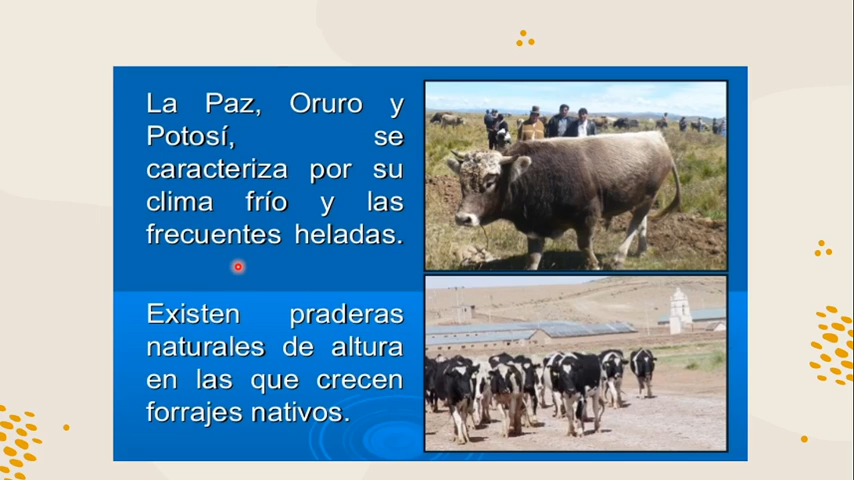 La Paz, Oruro y
Potosí, se
caracteriza por su
clima frío y las
frecuentes heladas.
Existen praderas
naturales de altura
en las que crecen
forrajes nativos.